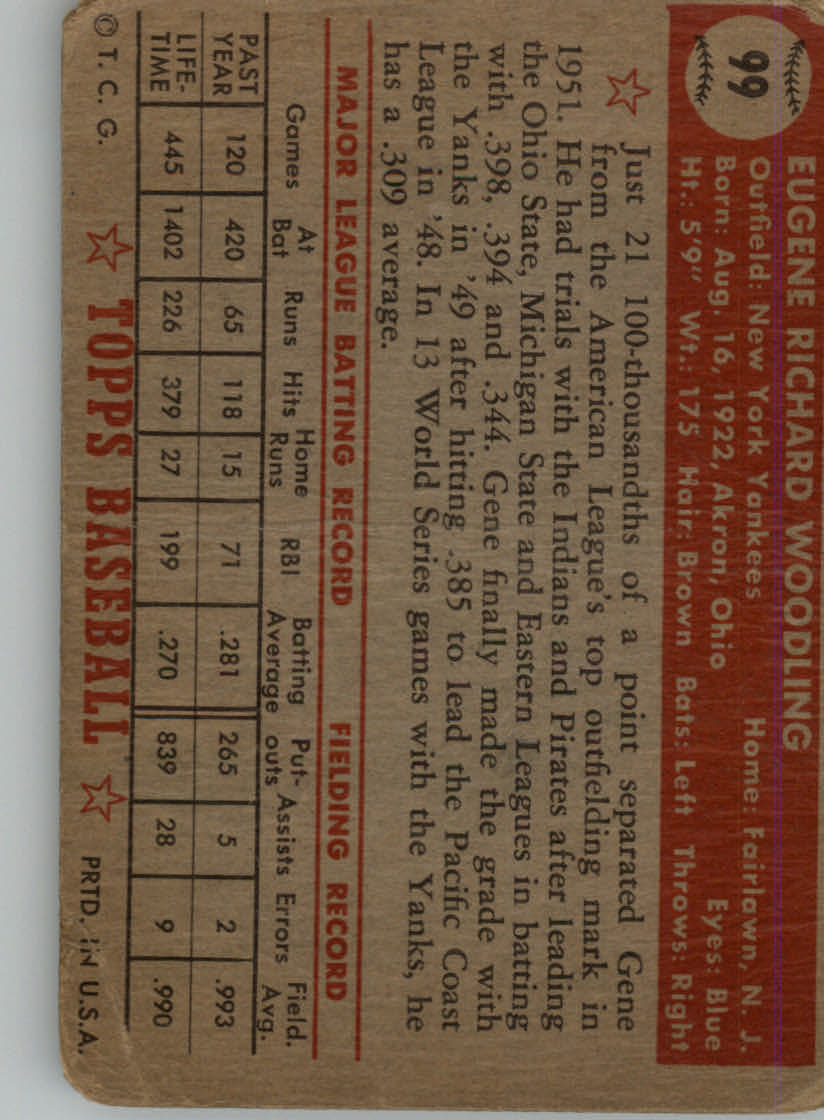 99
EUGENE RICHARD WOODLING
Outfield: New York Yankees Home: Fairlawn, N. J.
Born: Aug. 16, 1922, Akron, Ohio Eyes: Blue
Ht.: 5'9" Wt.: 175 Hair: Brown Bats: Left Throws: Right
Just 21 100-thousandths of a point separated Gene
from the American League's top outfielding mark in
1951. He had trials with the Indians and Pirates after leading
the Ohio State, Michigan State and Eastern Leagues in batting
with .398, .394 and .344. Gene finally made the grade with
the Yanks in '49 after hitting .385 to lead the Pacific Coast
League in '48. In 13 World Series games with the Yanks, he
has a .309 average.
MAJOR LEAGUE BATTING RECORD FIELDING RECORD
Games At Bat Runs Hits Home Runs RBI Batting Average Put-outs Assists Errors Field. Avg.
PAST YEAR 120 420 65 118 15 71 .281 265 5 2 .993
LIFE-TIME 445 1402 226 379 27 199 .270 839 28 9 .990
© T. C. G. TOPPS BASEBALL PRTD. IN U.S.A.